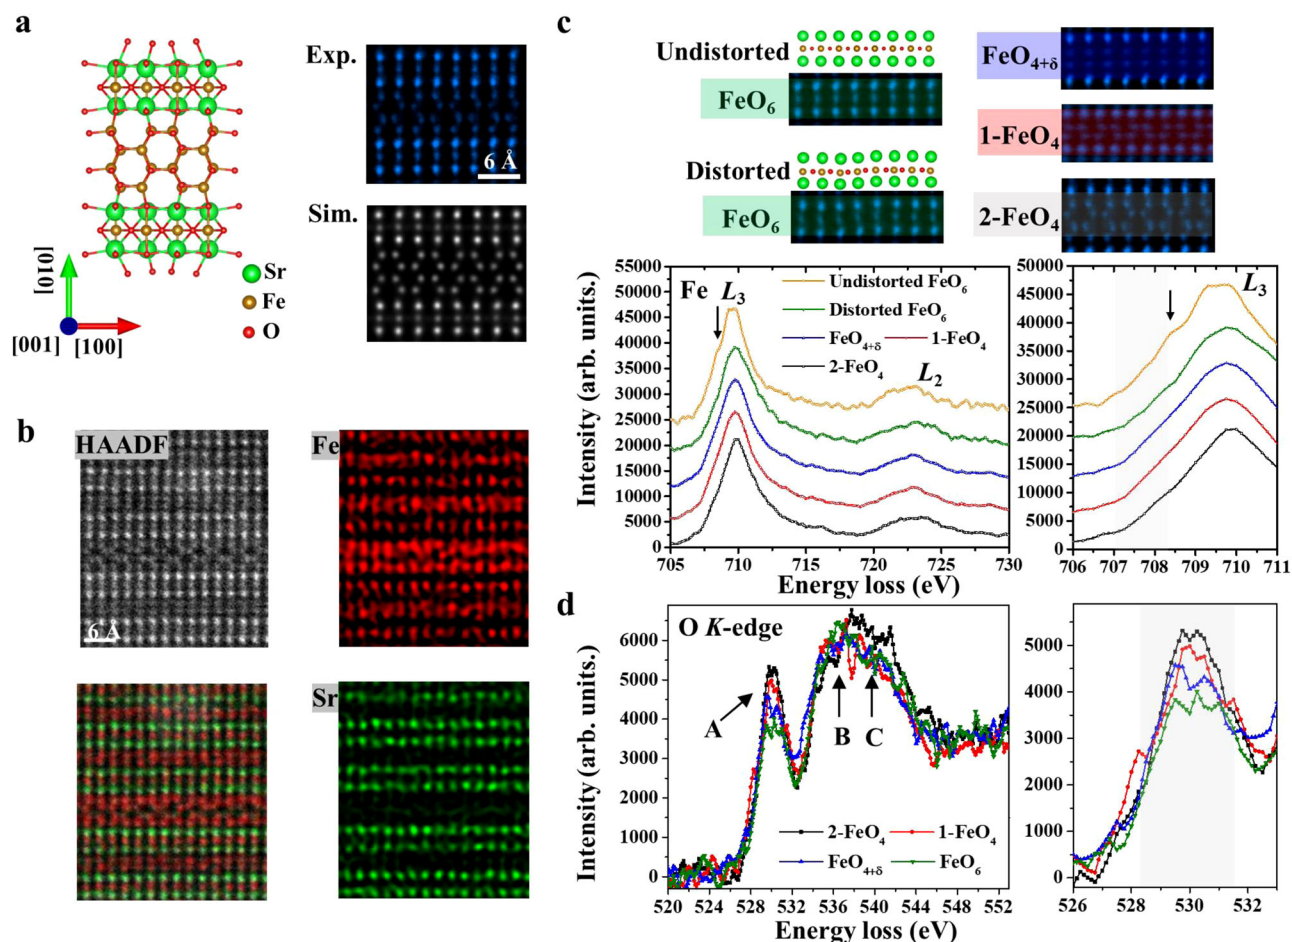 a
Exp.
6 Å
Sim.
[010]
[001]
[100]
Sr
Fe
O
b
HAADF
6 Å
Fe
Sr
c
Undistorted
FeO₆
Distorted
FeO₆
FeO₄₊δ
1-FeO₄
2-FeO₄
Intensity (arb. units.)
55000
50000
45000
40000
35000
30000
25000
20000
15000
10000
5000
0
Fe
L₃
L₂
Undistorted FeO₆
Distorted FeO₆
FeO₄₊δ 1-FeO₄
2-FeO₄
705 710 715 720 725 730
Energy loss (eV)
50000
45000
40000
35000
30000
25000
20000
15000
10000
5000
0
L₃
706 707 708 709 710 711
d
Intensity (arb. units.)
6000
5000
4000
3000
2000
1000
0
O K-edge
A
B
C
2-FeO₄ 1-FeO₄
FeO₄₊δ FeO₆
520 524 528 532 536 540 544 548 552
Energy loss (eV)
5000
4000
3000
2000
1000
0
526 528 530 532